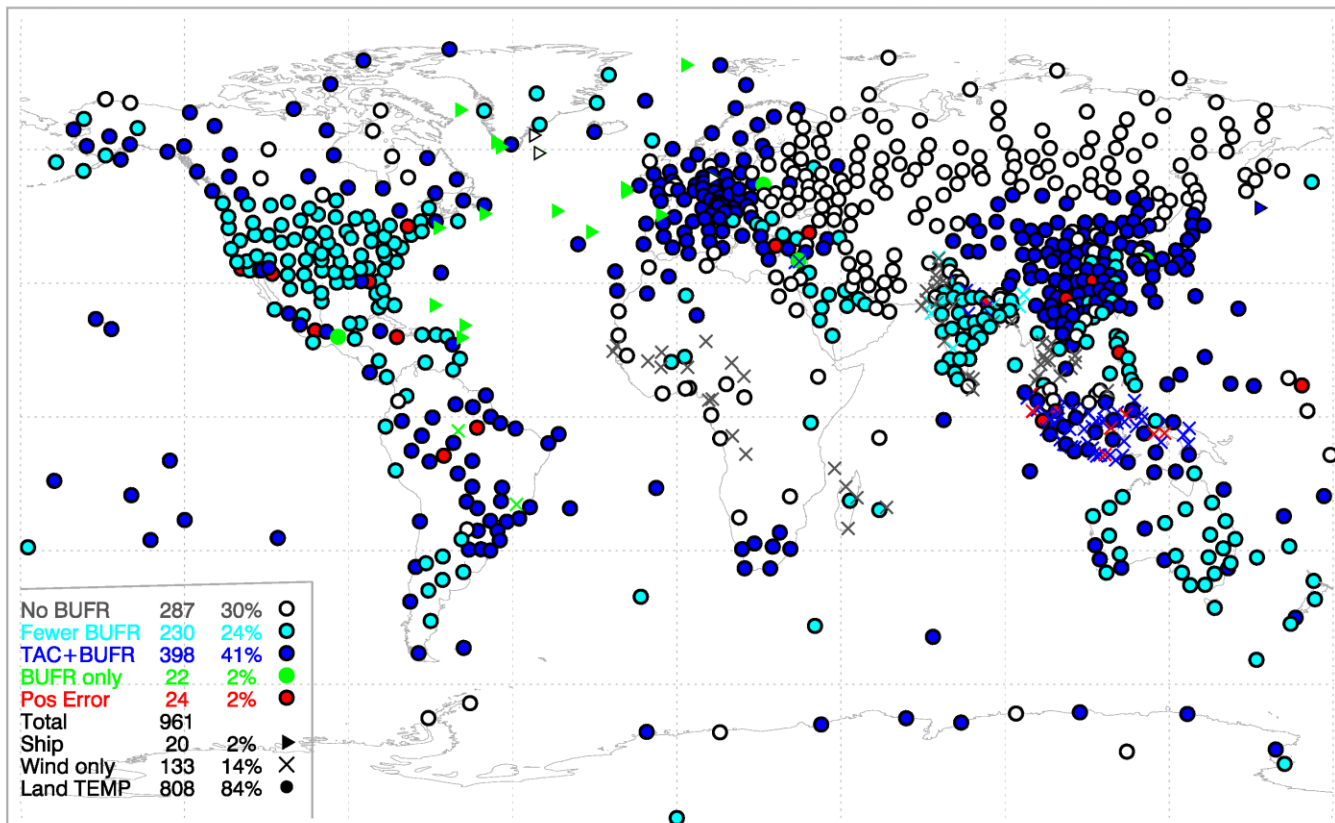 No BUFR 287 30%
Fewer BUFR 230 24%
TAC+BUFR 398 41%
BUFR only 22 2%
Pos Error 24 2%
Total 961
Ship 20 2%
Wind only 133 14%
Land TEMP 808 84%